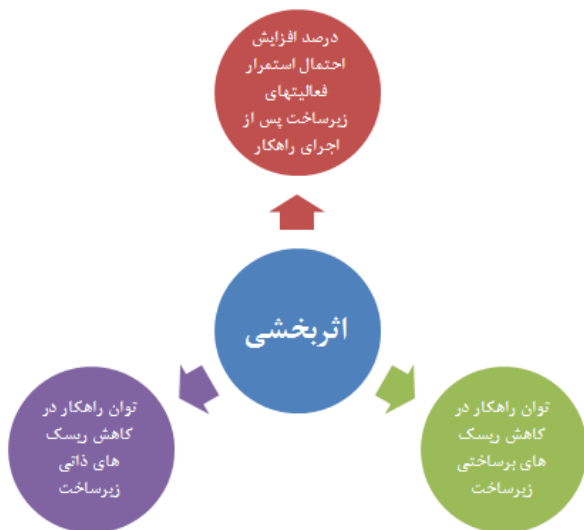 درصد افزایش
احتمال استمرار
فعالیتهای
زیرساخت پس از
اجرای راهکار
اثربخشی
توان راهکار در
کاهش ریسک
های برساختی
زیرساخت
توان راهکار در
کاهش ریسک
های ذاتی
زیرساخت